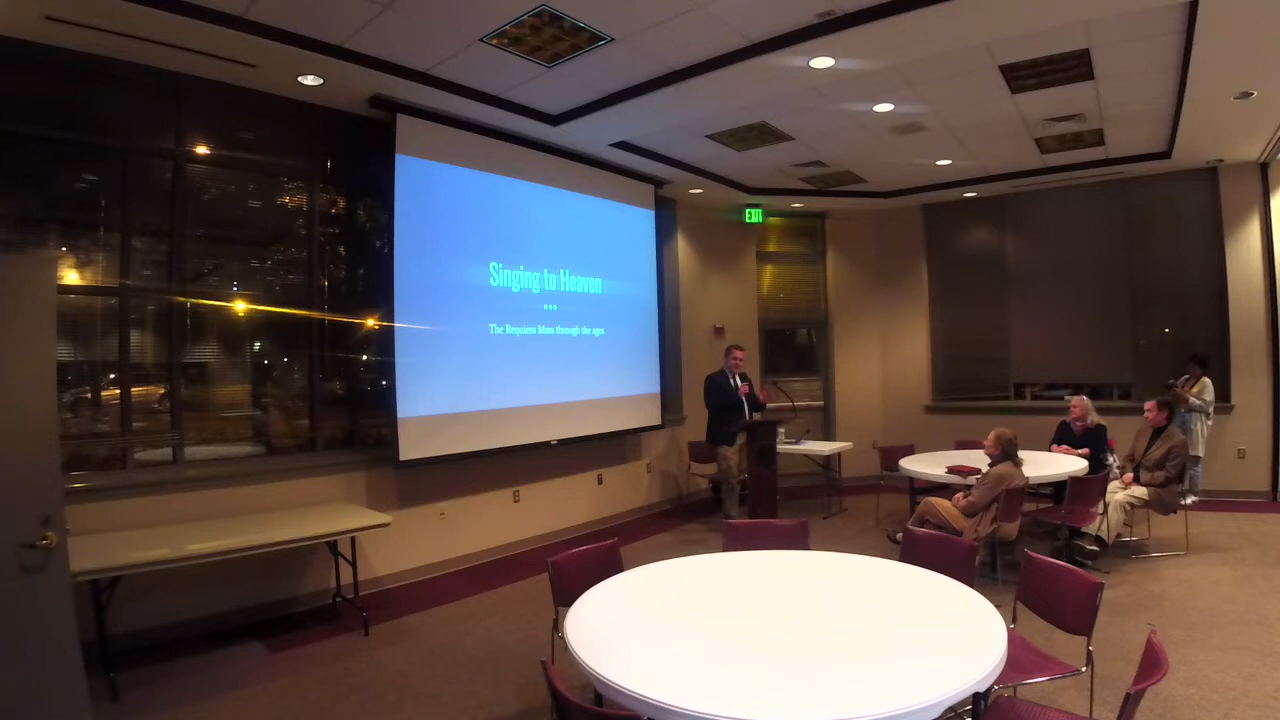 Singing to Heaven
The Requiem Mass through the ages
EXIT